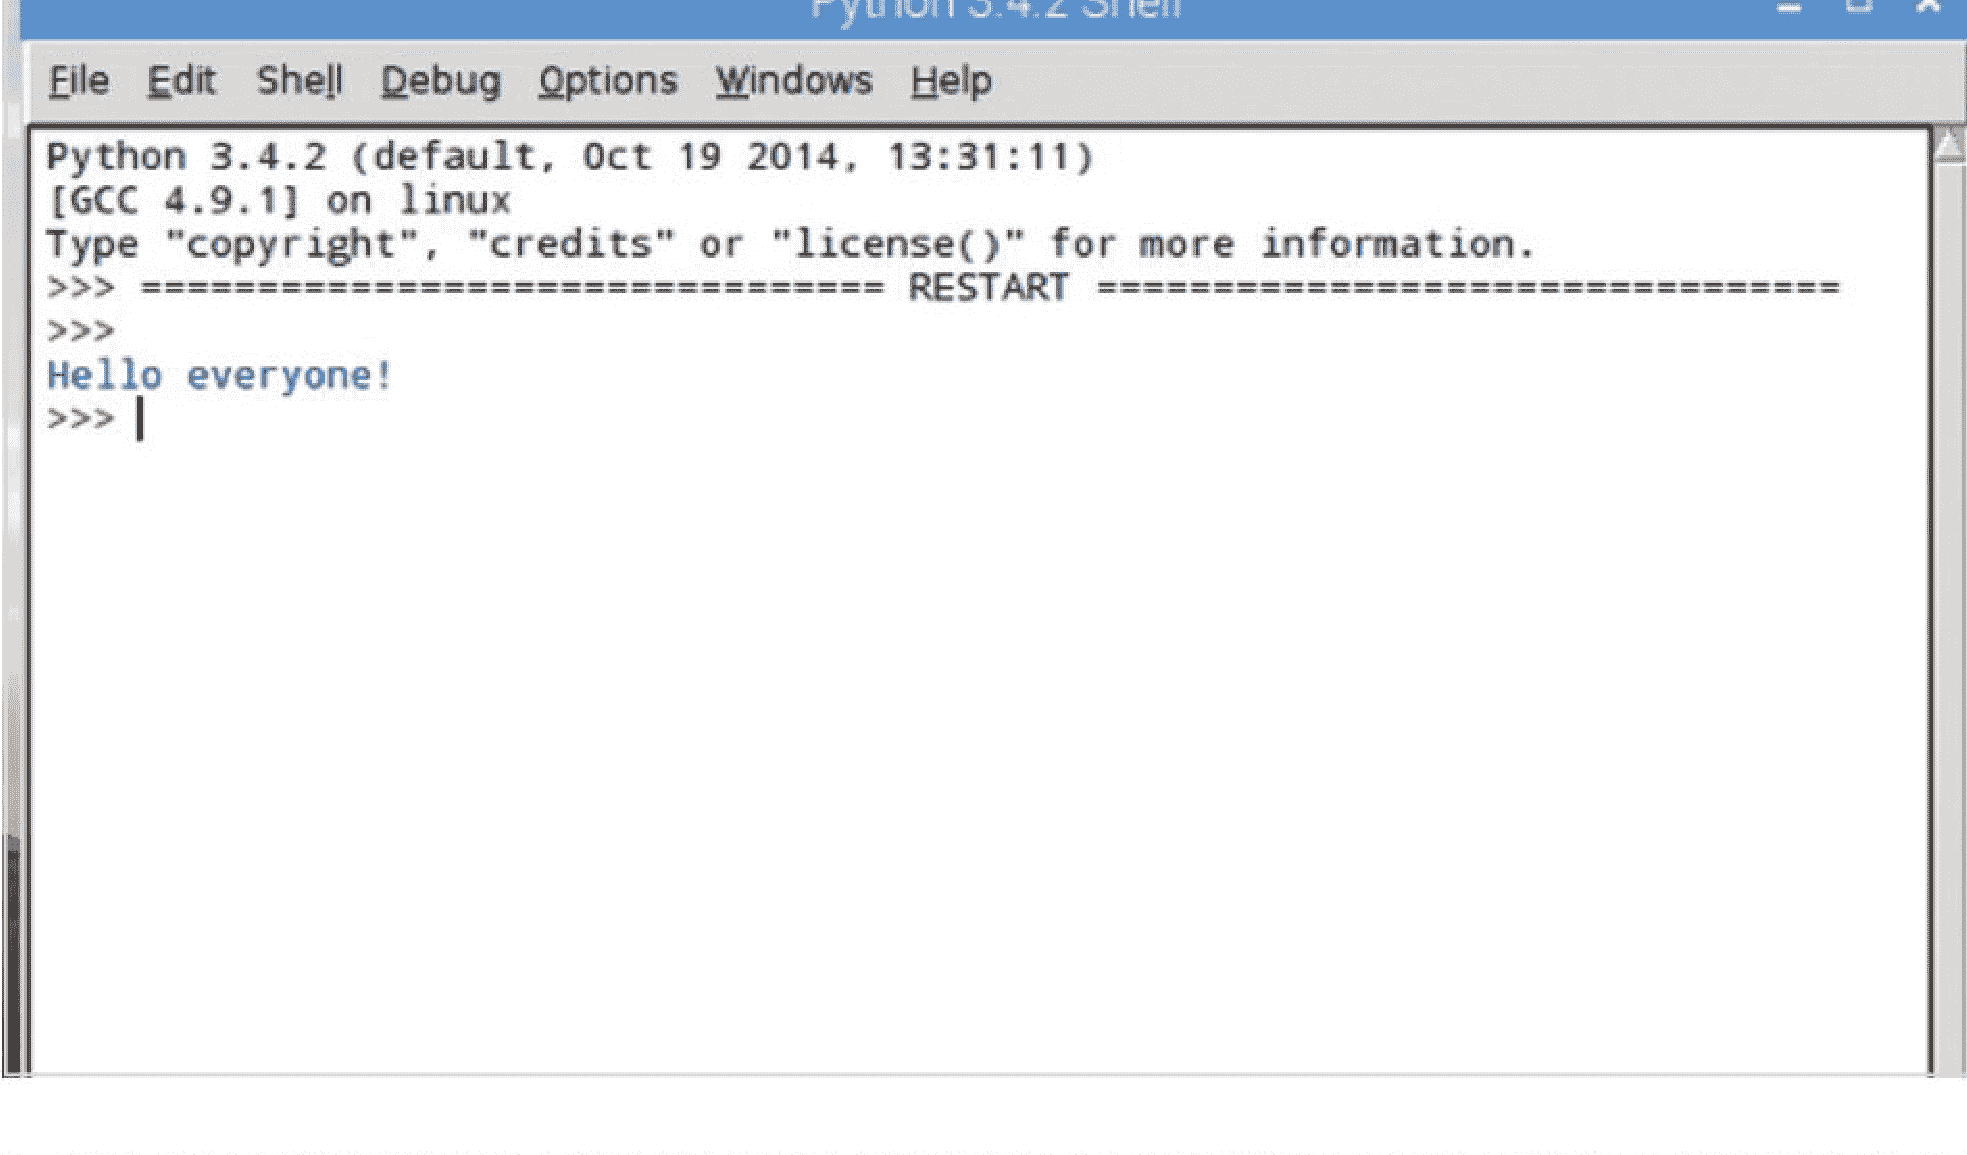 Python 3.4.2 Shell
File Edit Shell Debug Options Windows Help
Python 3.4.2 (default, Oct 19 2014, 13:31:11)
[GCC 4.9.1] on linux
Type "copyright", "credits" or "license()" for more information.
>>> ================================ RESTART ================================
>>>
Hello everyone!
>>>